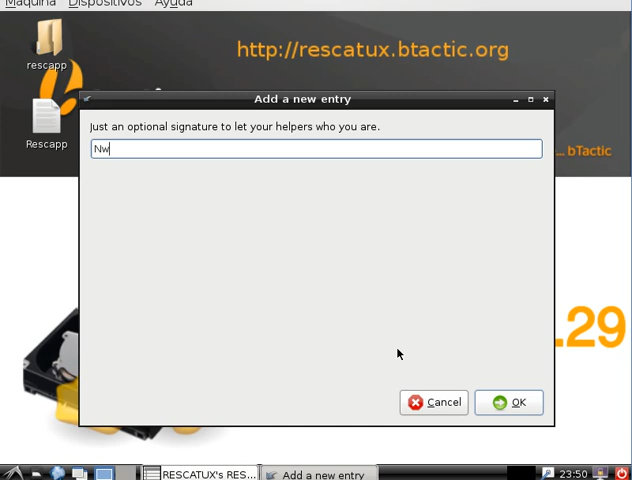 Máquina Dispositivos Ayuda
http://rescatux.btactic.org
rescapp
Add a new entry
Just an optional signature to let your helpers who you are.
Nw
Rescapp
... bTactic
.29
Cancel
OK
RESCATUX's RES...
Add a new entry
23:50